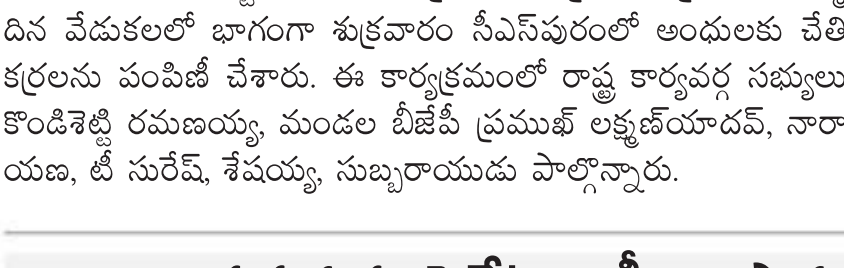 దిన వేడుకలలో భాగంగా శుక్రవారం సీఎస్‌పురంలో అంధులకు చేతి
కర్రలను పంపిణీ చేశారు. ఈ కార్యక్రమంలో రాష్ట్ర కార్యవర్గ సభ్యులు
కొండిశెట్టి రమణయ్య, మండల బీజేపీ ప్రముఖ్ లక్ష్మణ్‌యాదవ్, నారా
యణ, టీ సురేష్, శేషయ్య, సుబ్బరాయుడు పాల్గొన్నారు.